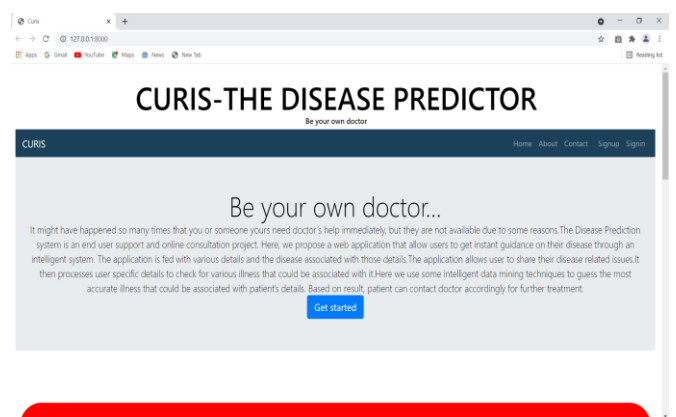 Curis
127.0.0.1:8000
Apps Gmail YouTube Maps News New Tab Reading list
CURIS-THE DISEASE PREDICTOR
Be your own doctor
CURIS Home About Contact Signup Signin
Be your own doctor...
It might have happened so many times that you or someone yours need doctor's help immediately, but they are not available due to some reasons.The Disease Prediction
system is an end user support and online consultation project. Here, we propose a web application that allow users to get instant guidance on their disease through an
intelligent system. The application is fed with various details and the disease associated with those details.The application allows user to share their disease related issues.It
then processes user specific details to check for various illness that could be associated with it.Here we use some intelligent data mining techniques to guess the most
accurate illness that could be associated with patient's details. Based on result, patient can contact doctor accordingly for further treatment.
Get started